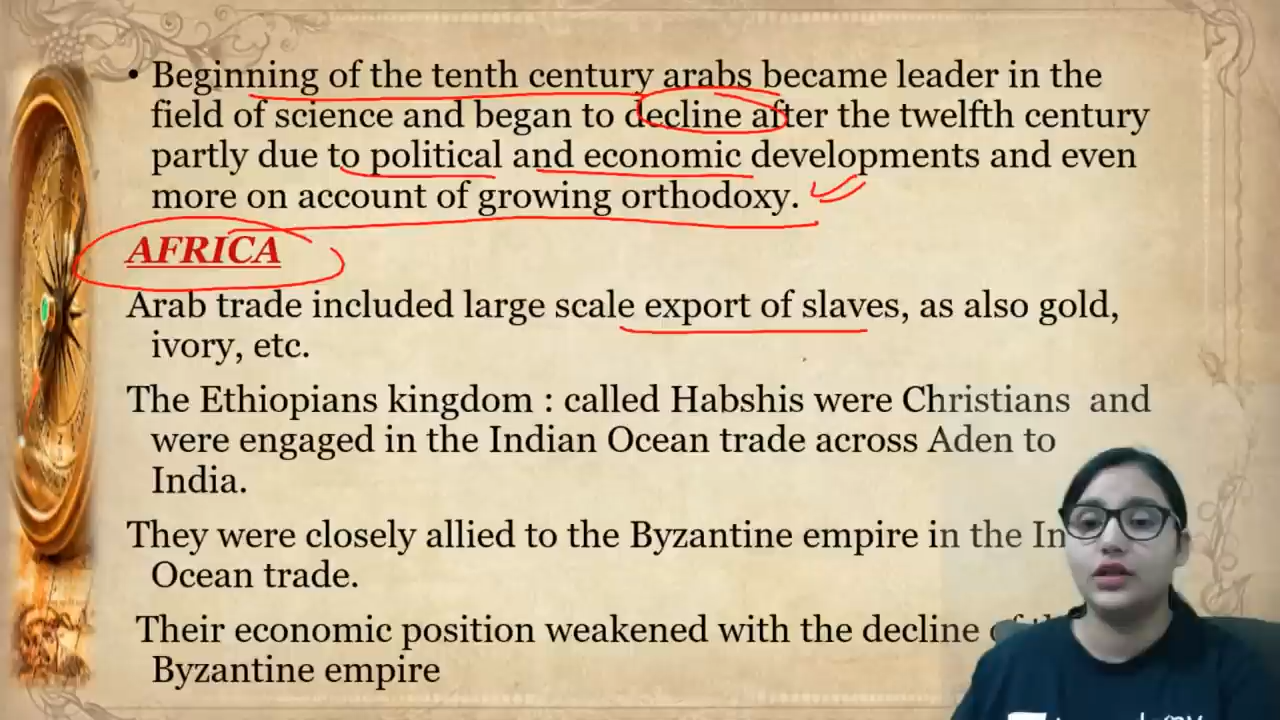 • Beginning of the tenth century arabs became leader in the
field of science and began to decline after the twelfth century
partly due to political and economic developments and even
more on account of growing orthodoxy.
AFRICA
Arab trade included large scale export of slaves, as also gold,
ivory, etc.
The Ethiopians kingdom : called Habshis were Christians and
were engaged in the Indian Ocean trade across Aden to
India.
They were closely allied to the Byzantine empire in the In
Ocean trade.
Their economic position weakened with the decline
Byzantine empire